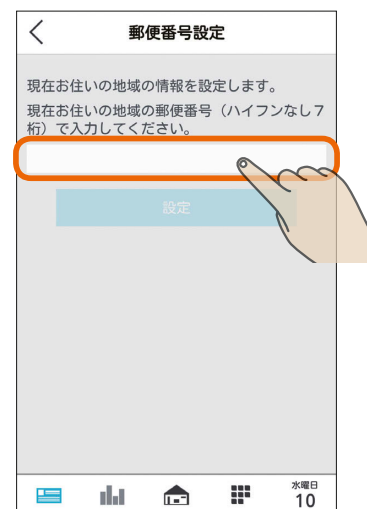 郵便番号設定
現在お住いの地域の情報を設定します。
現在お住いの地域の郵便番号（ハイフンなし７
桁）で入力してください。
設定
水曜日
10